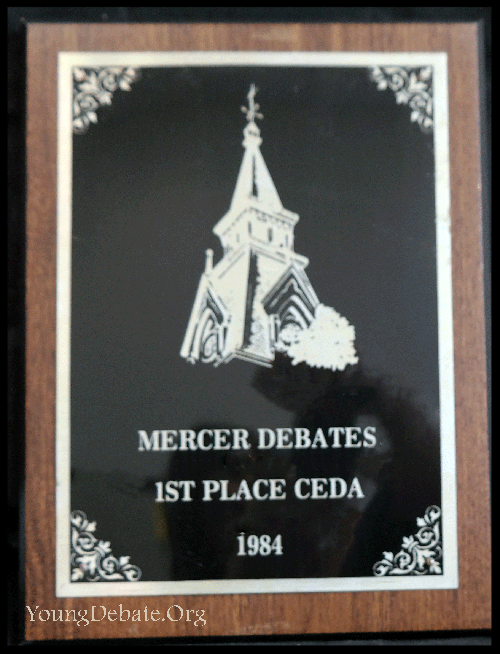 MERCER DEBATES
1ST PLACE CEDA
1984
YoungDebate.Org